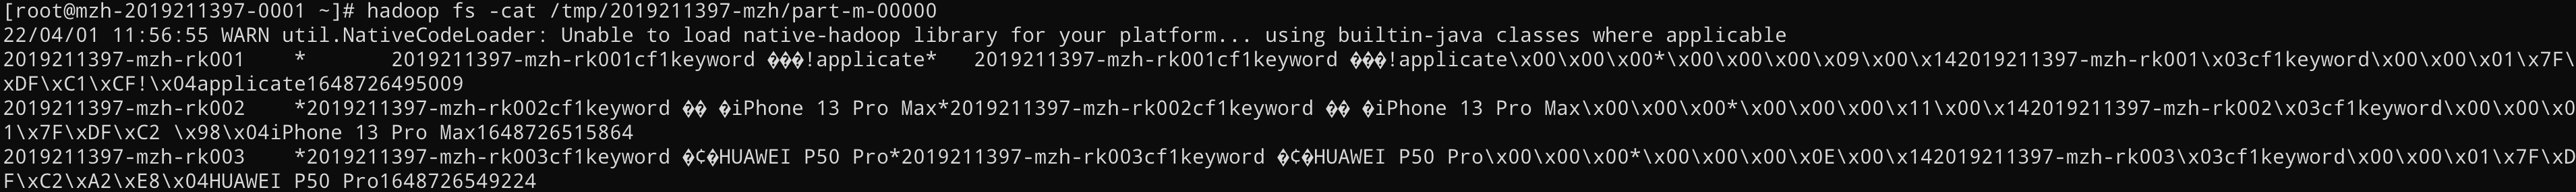 [root@mzh-2019211397-0001 ~]# hadoop fs -cat /tmp/2019211397-mzh/part-m-00000
22/04/01 11:56:55 WARN util.NativeCodeLoader: Unable to load native-hadoop library for your platform... using builtin-java classes where applicable
2019211397-mzh-rk001    *       2019211397-mzh-rk001cf1keyword ���!applicate*   2019211397-mzh-rk001cf1keyword ���!applicate\x00\x00\x00*\x00\x00\x00\x09\x00\x142019211397-mzh-rk001\x03cf1keyword\x00\x00\x01\x7F\
xDF\xC1\xCF!\x04applicate1648726495009
2019211397-mzh-rk002    *2019211397-mzh-rk002cf1keyword �� �iPhone 13 Pro Max*2019211397-mzh-rk002cf1keyword �� �iPhone 13 Pro Max\x00\x00\x00*\x00\x00\x00\x11\x00\x142019211397-mzh-rk002\x03cf1keyword\x00\x00\x0
1\x7F\xDF\xC2 \x98\x04iPhone 13 Pro Max1648726515864
2019211397-mzh-rk003    *2019211397-mzh-rk003cf1keyword �¢�HUAWEI P50 Pro*2019211397-mzh-rk003cf1keyword �¢�HUAWEI P50 Pro\x00\x00\x00*\x00\x00\x00\x0E\x00\x142019211397-mzh-rk003\x03cf1keyword\x00\x00\x01\x7F\xD
F\xC2\xA2\xE8\x04HUAWEI P50 Pro1648726549224